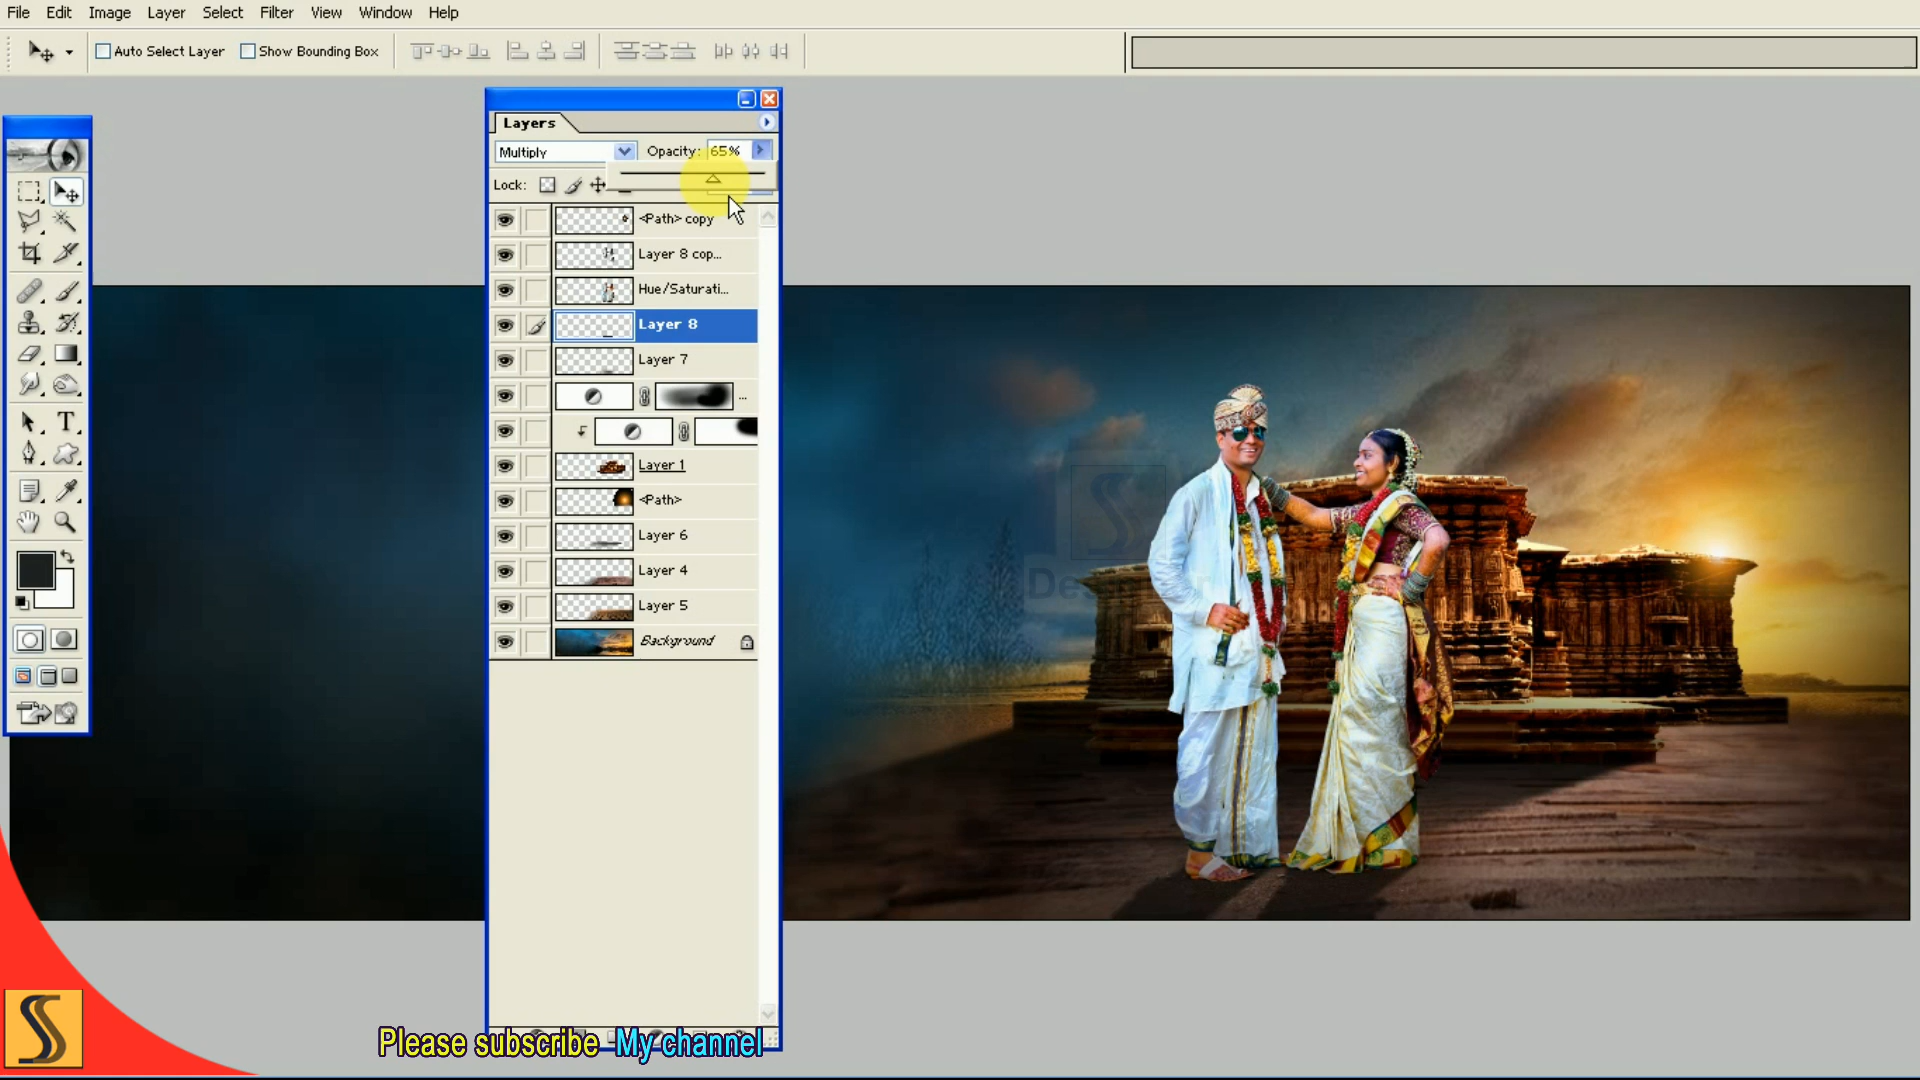 File Edit Image Layer Select Filter View Window Help
Auto Select Layer Show Bounding Box
Layers
Multiply Opacity: 65%
Lock:
<Path> copy
Layer 8 cop...
Hue/Saturati...
Layer 8
Layer 7
...
Layer 1
<Path>
Layer 6
Layer 4
Layer 5
Background
T
Please subscribe My channel